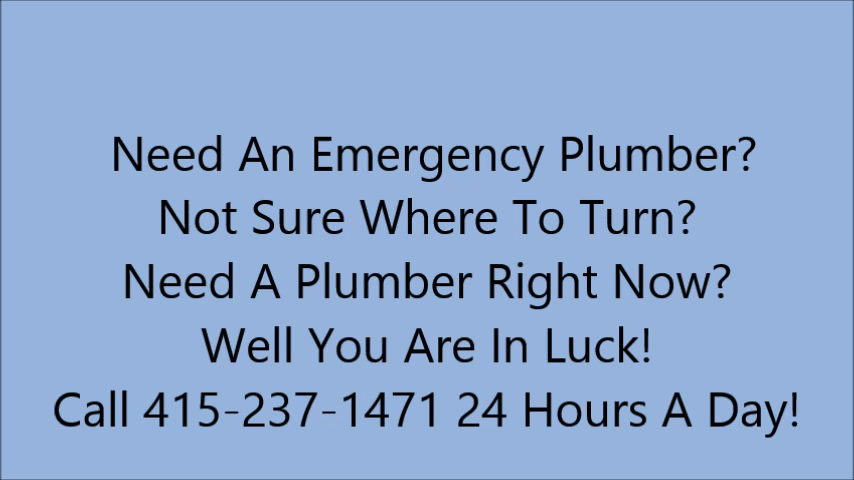 Need An Emergency Plumber?
Not Sure Where To Turn?
Need A Plumber Right Now?
Well You Are In Luck!
Call 415-237-1471 24 Hours A Day!